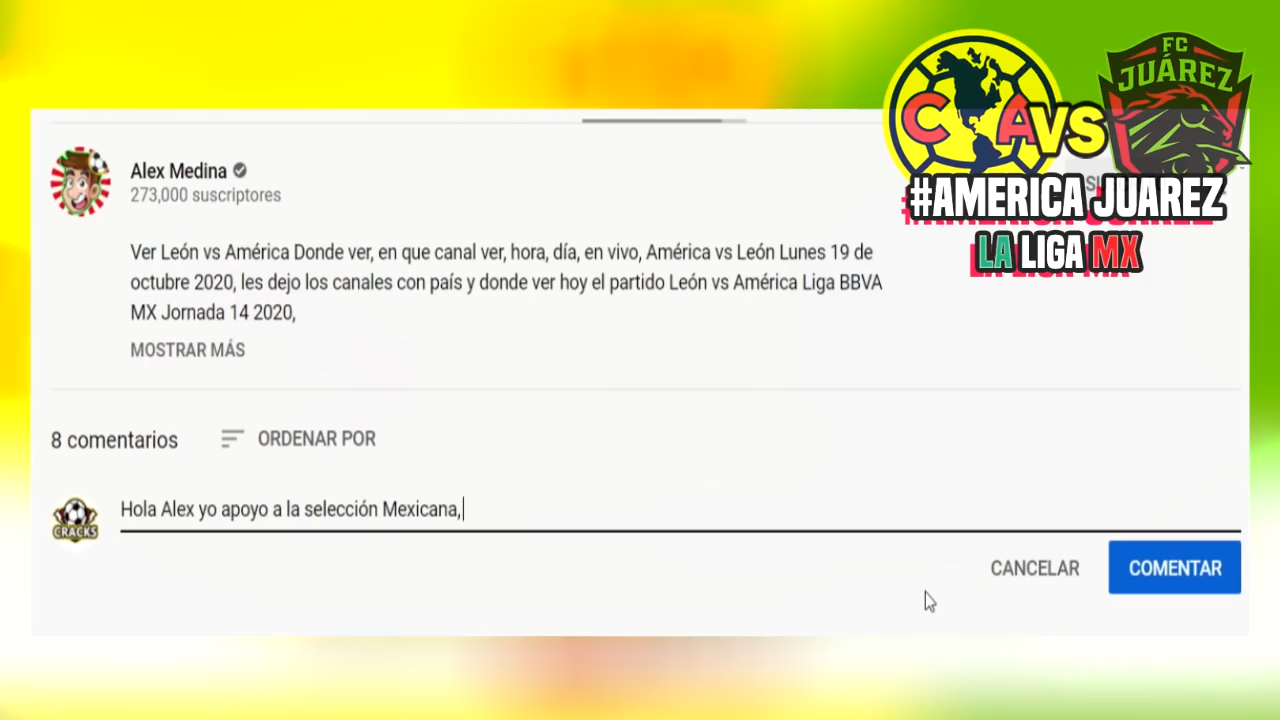 FC
JUÁREZ
CA VS
#AMERICA JUAREZ
LA LIGA MX
Alex Medina
273,000 suscriptores
Ver León vs América Donde ver, en que canal ver, hora, día, en vivo, América vs León Lunes 19 de
octubre 2020, les dejo los canales con país y donde ver hoy el partido León vs América Liga BBVA
MX Jornada 14 2020,
MOSTRAR MÁS
8 comentarios
ORDENAR POR
CRACKS
Hola Alex yo apoyo a la selección Mexicana,
CANCELAR
COMENTAR